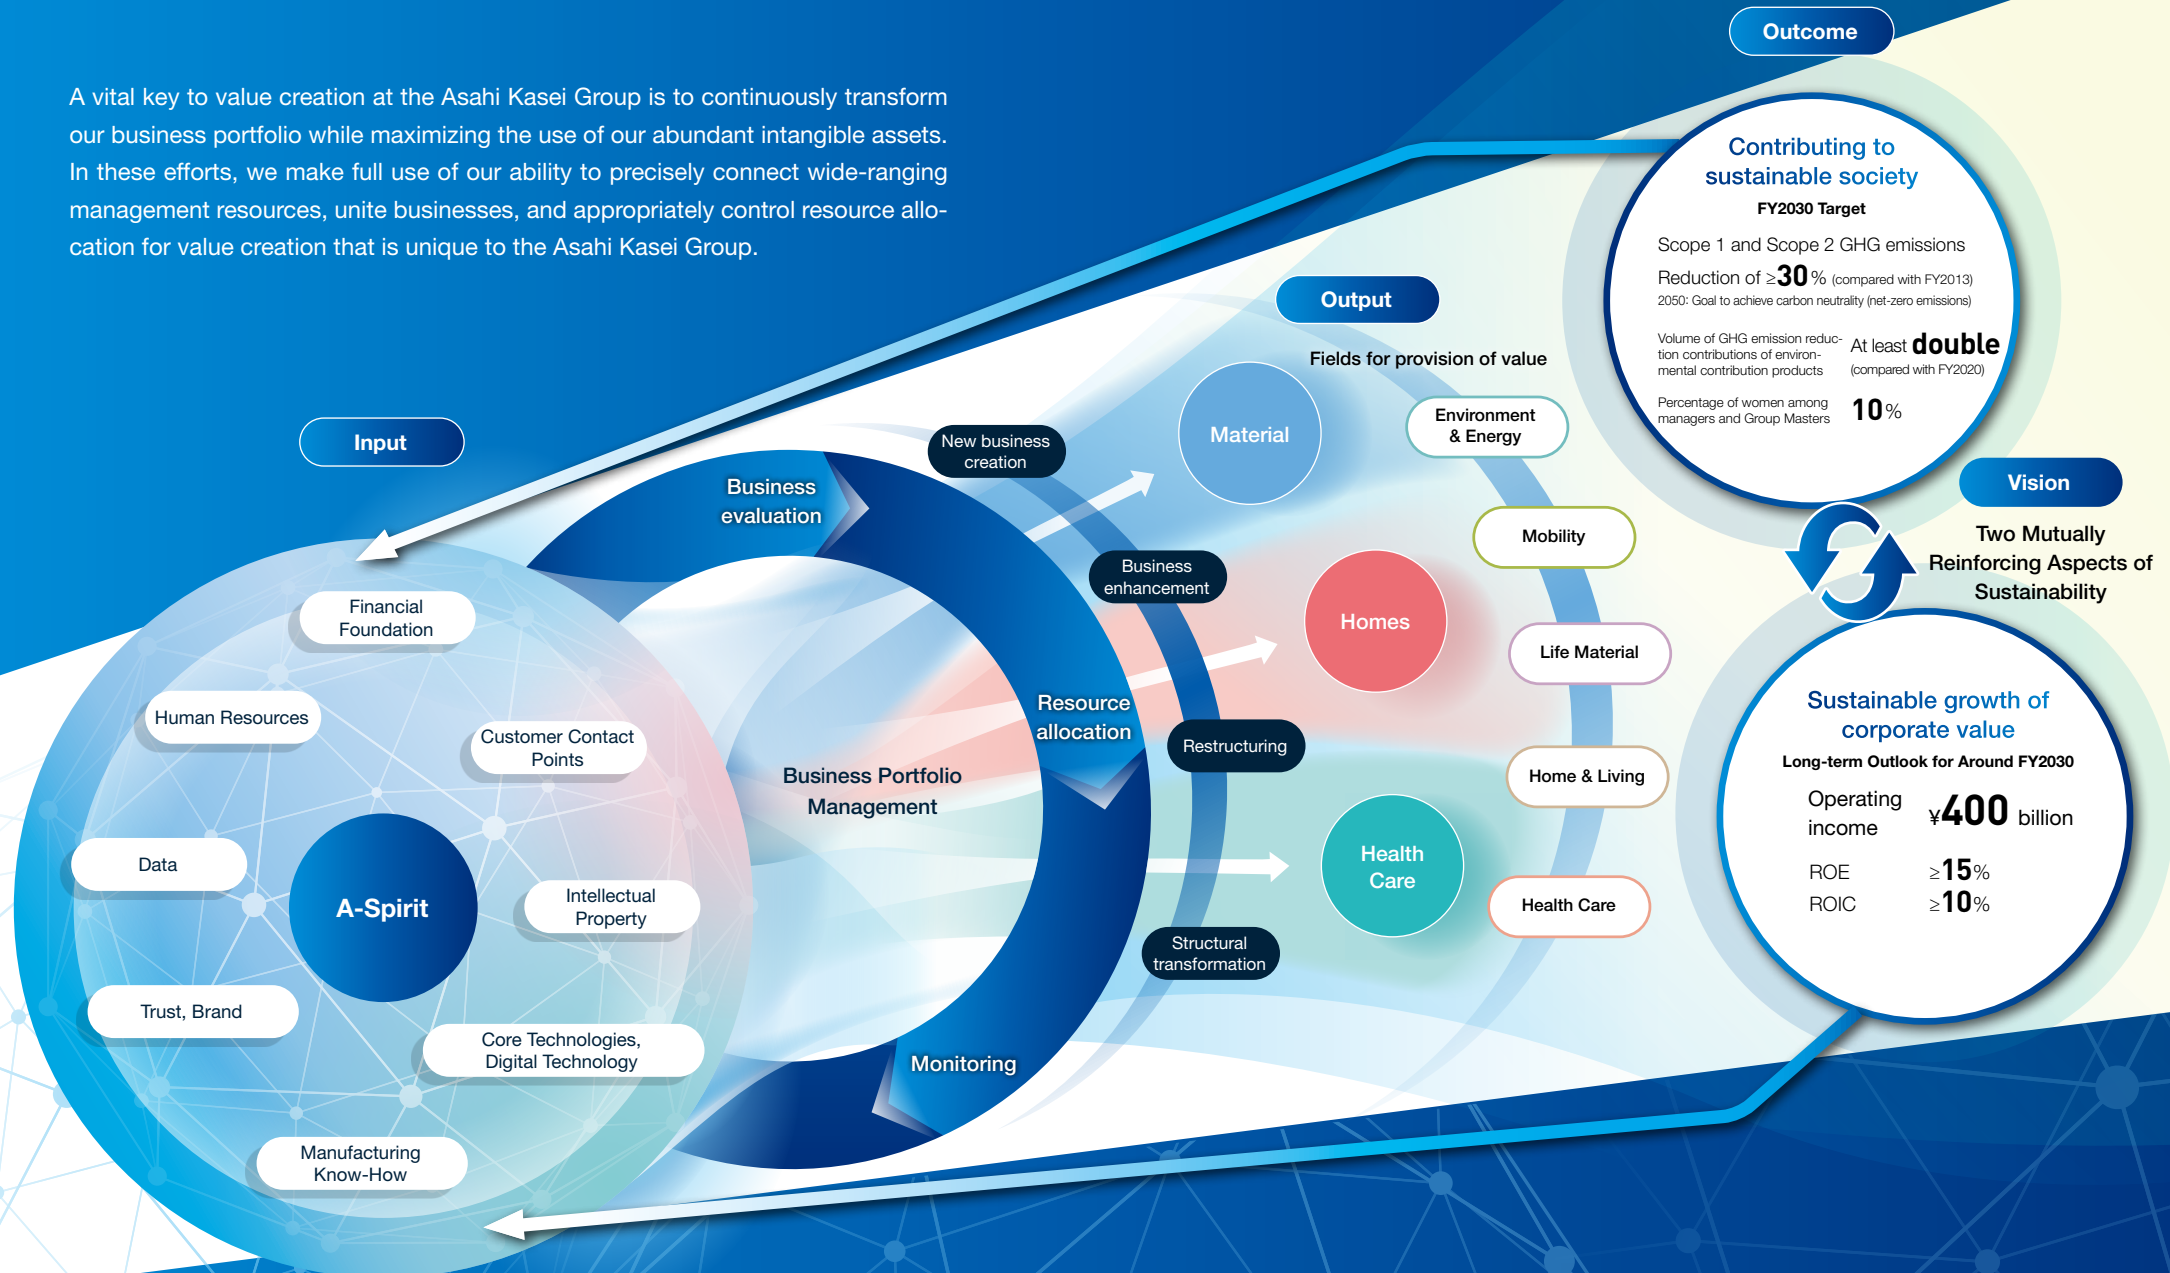 A vital key to value creation at the Asahi Kasei Group is to continuously transform
our business portfolio while maximizing the use of our abundant intangible assets.
In these efforts, we make full use of our ability to precisely connect wide-ranging
management resources, unite businesses, and appropriately control resource allo-
cation for value creation that is unique to the Asahi Kasei Group.
Input
Financial
Foundation
Human Resources
Customer Contact
Points
Data
A-Spirit
Intellectual
Property
Trust, Brand
Core Technologies,
Digital Technology
Manufacturing
Know-How
Business
evaluation
Resource
allocation
Monitoring
Business Portfolio
Management
New business
creation
Business
enhancement
Restructuring
Structural
transformation
Output
Fields for provision of value
Material
Homes
Health
Care
Environment
& Energy
Mobility
Life Material
Home & Living
Health Care
Outcome
Contributing to
sustainable society
FY2030 Target
Scope 1 and Scope 2 GHG emissions
Reduction of ≥30% (compared with FY2013)
2050: Goal to achieve carbon neutrality (net-zero emissions)
Volume of GHG emission reduc-
tion contributions of environ-
mental contribution products
At least double
(compared with FY2020)
Percentage of women among
managers and Group Masters
10%
Vision
Two Mutually
Reinforcing Aspects of
Sustainability
Sustainable growth of
corporate value
Long-term Outlook for Around FY2030
Operating
income
¥400 billion
ROE ≥15%
ROIC ≥10%